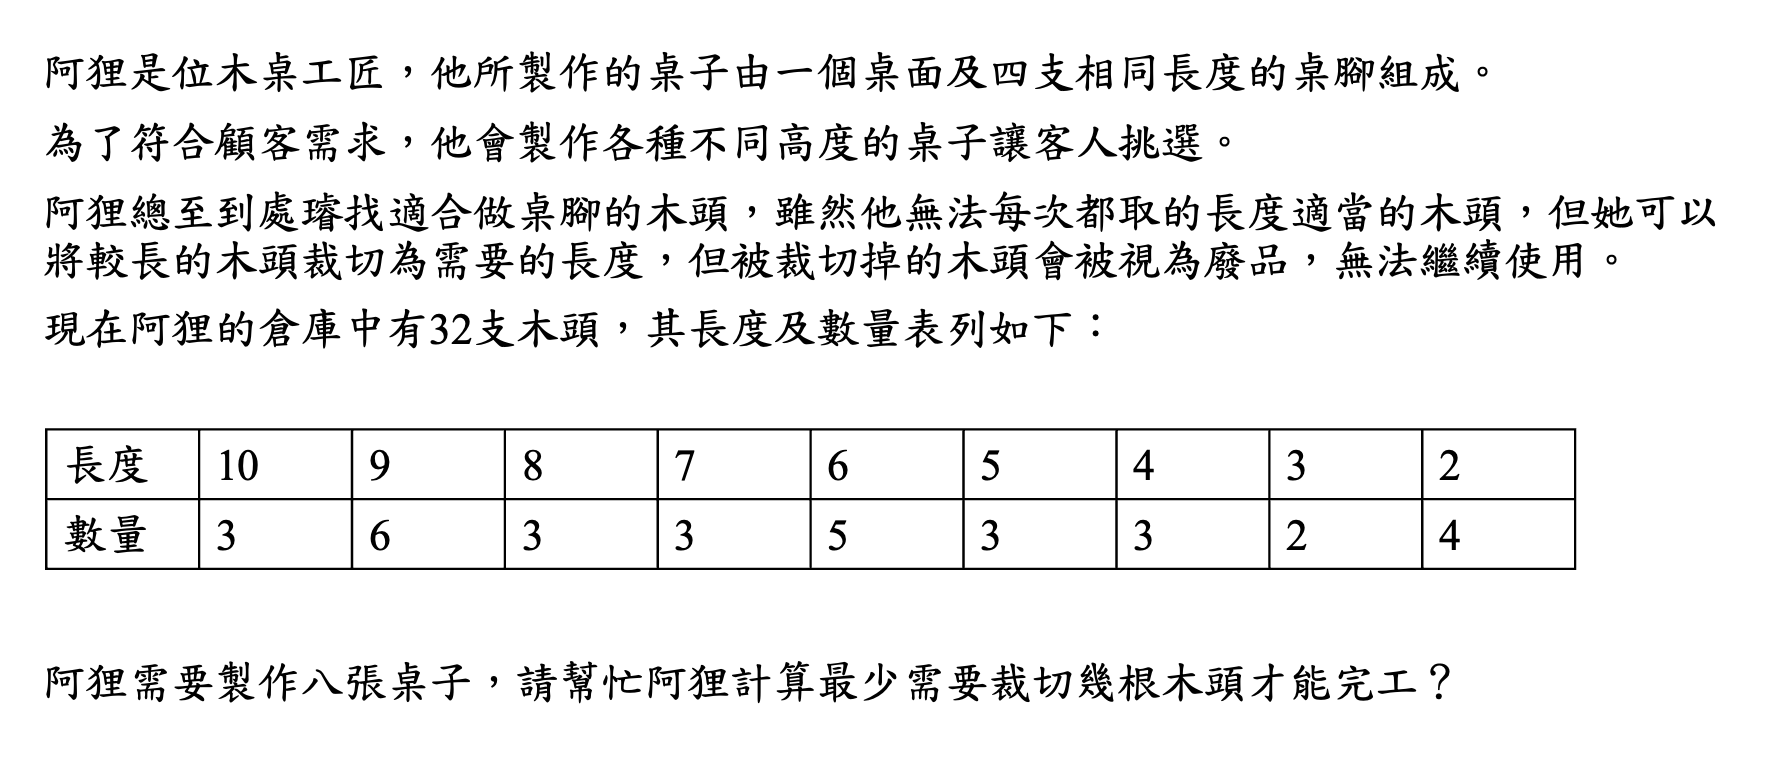 阿狸是位木桌工匠，他所製作的桌子由一個桌面及四支相同長度的桌腳組成。
為了符合顧客需求，他會製作各種不同高度的桌子讓客人挑選。
阿狸總至到處璿找適合做桌腳的木頭，雖然他無法每次都取的長度適當的木頭，但她可以
將較長的木頭裁切為需要的長度，但被裁切掉的木頭會被視為廢品，無法繼續使用。
現在阿狸的倉庫中有32支木頭，其長度及數量表列如下：
長度 10 9 8 7 6 5 4 3 2
數量 3 6 3 3 5 3 3 2 4
阿狸需要製作八張桌子，請幫忙阿狸計算最少需要裁切幾根木頭才能完工？